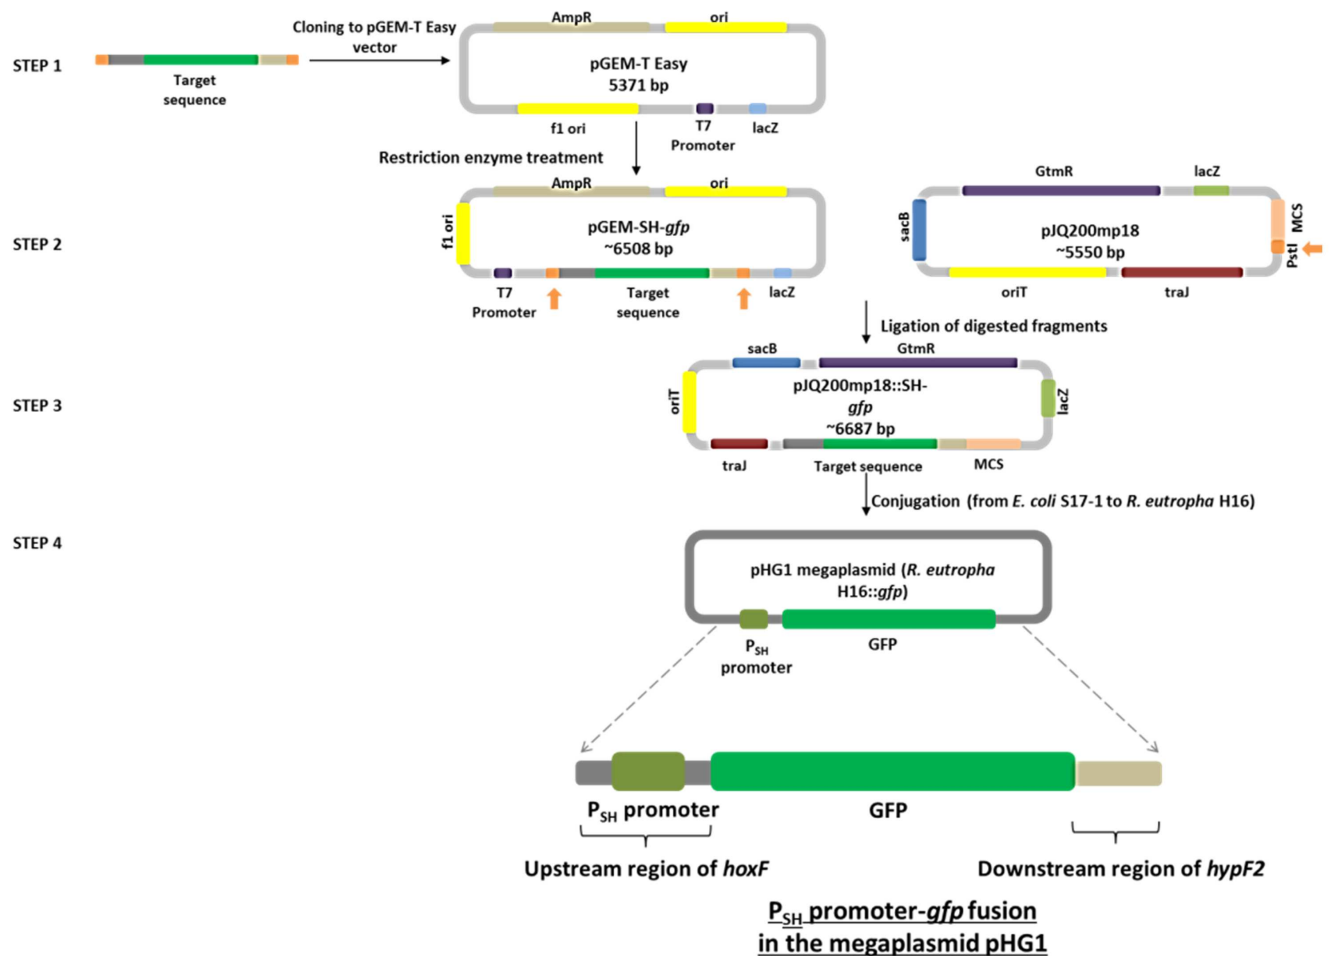 STEP 1
Target
sequence
Cloning to pGEM-T Easy
vector
AmpR
ori
pGEM-T Easy
5371 bp
f1 ori
T7
Promoter
lacZ
Restriction enzyme treatment
STEP 2
AmpR
ori
f1 ori
pGEM-SH-gfp
~6508 bp
T7
Promoter
Target
sequence
lacZ
GtmR
lacZ
sacB
pJQ200mp18
~5550 bp
MCS
PstI
oriT
traJ
Ligation of digested fragments
STEP 3
sacB
GtmR
oriT
pJQ200mp18::SH-
gfp
~6687 bp
lacZ
traJ
Target sequence
MCS
Conjugation (from E. coli S17-1 to R. eutropha H16)
STEP 4
pHG1 megaplasmid (R. eutropha
H16::gfp)
PSH
promoter
GFP
PSH promoter
GFP
Upstream region of hoxF
Downstream region of hypF2
PSH promoter-gfp fusion
in the megaplasmid pHG1